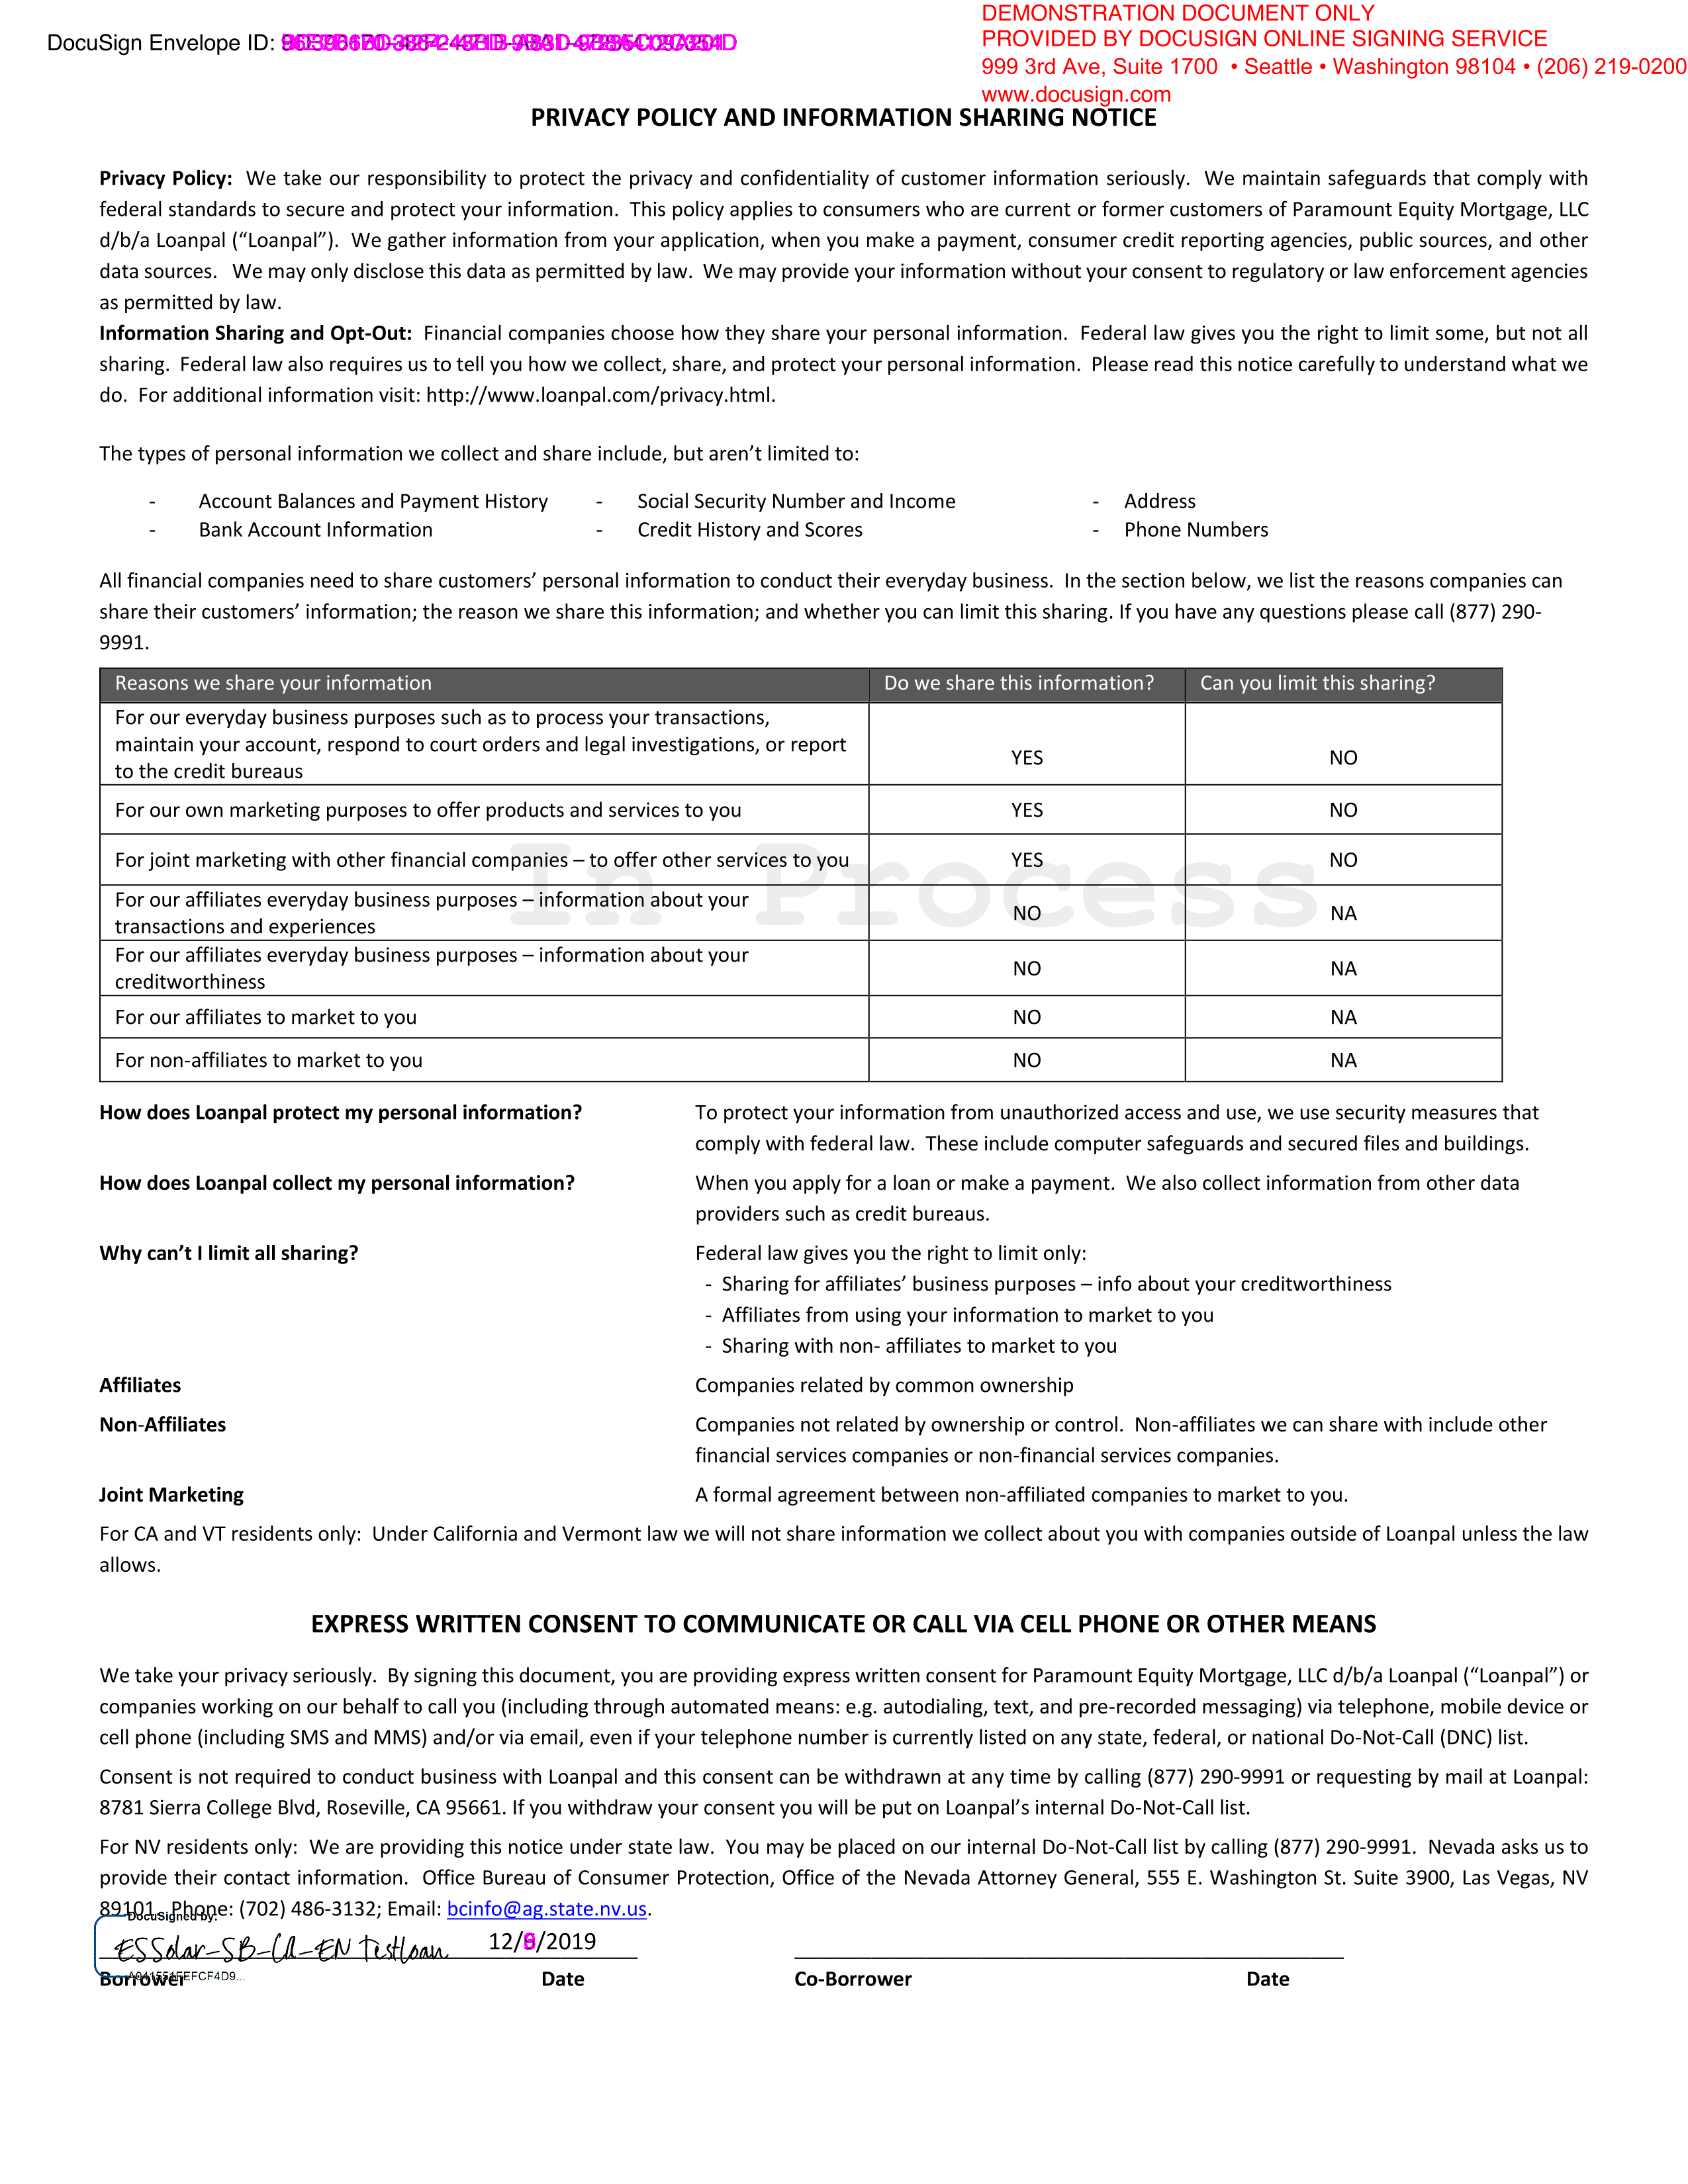 DocuSign Envelope ID:
DEMONSTRATION DOCUMENT ONLY
PROVIDED BY DOCUSIGN ONLINE SIGNING SERVICE
999 3rd Ave, Suite 1700 • Seattle • Washington 98104 • (206) 219-0200
www.docusign.com
PRIVACY POLICY AND INFORMATION SHARING NOTICE
Privacy Policy: We take our responsibility to protect the privacy and confidentiality of customer information seriously. We maintain safeguards that comply with
federal standards to secure and protect your information. This policy applies to consumers who are current or former customers of Paramount Equity Mortgage, LLC
d/b/a Loanpal (“Loanpal”). We gather information from your application, when you make a payment, consumer credit reporting agencies, public sources, and other
data sources. We may only disclose this data as permitted by law. We may provide your information without your consent to regulatory or law enforcement agencies
as permitted by law.
Information Sharing and Opt-Out: Financial companies choose how they share your personal information. Federal law gives you the right to limit some, but not all
sharing. Federal law also requires us to tell you how we collect, share, and protect your personal information. Please read this notice carefully to understand what we
do. For additional information visit: http://www.loanpal.com/privacy.html.
The types of personal information we collect and share include, but aren’t limited to:
- Account Balances and Payment History - Social Security Number and Income - Address
- Bank Account Information - Credit History and Scores - Phone Numbers
All financial companies need to share customers’ personal information to conduct their everyday business. In the section below, we list the reasons companies can
share their customers’ information; the reason we share this information; and whether you can limit this sharing. If you have any questions please call (877) 290-
9991.
Reasons we share your information Do we share this information? Can you limit this sharing?
For our everyday business purposes such as to process your transactions,
maintain your account, respond to court orders and legal investigations, or report
to the credit bureaus YES NO
For our own marketing purposes to offer products and services to you YES NO
For joint marketing with other financial companies – to offer other services to you YES NO
In Process
For our affiliates everyday business purposes – information about your
transactions and experiences NO NA
For our affiliates everyday business purposes – information about your
creditworthiness NO NA
For our affiliates to market to you NO NA
For non-affiliates to market to you NO NA
How does Loanpal protect my personal information? To protect your information from unauthorized access and use, we use security measures that
comply with federal law. These include computer safeguards and secured files and buildings.
How does Loanpal collect my personal information? When you apply for a loan or make a payment. We also collect information from other data
providers such as credit bureaus.
Why can’t I limit all sharing? Federal law gives you the right to limit only:
- Sharing for affiliates’ business purposes – info about your creditworthiness
- Affiliates from using your information to market to you
- Sharing with non- affiliates to market to you
Affiliates Companies related by common ownership
Non-Affiliates Companies not related by ownership or control. Non-affiliates we can share with include other
financial services companies or non-financial services companies.
Joint Marketing A formal agreement between non-affiliated companies to market to you.
For CA and VT residents only: Under California and Vermont law we will not share information we collect about you with companies outside of Loanpal unless the law
allows.
EXPRESS WRITTEN CONSENT TO COMMUNICATE OR CALL VIA CELL PHONE OR OTHER MEANS
We take your privacy seriously. By signing this document, you are providing express written consent for Paramount Equity Mortgage, LLC d/b/a Loanpal (“Loanpal”) or
companies working on our behalf to call you (including through automated means: e.g. autodialing, text, and pre-recorded messaging) via telephone, mobile device or
cell phone (including SMS and MMS) and/or via email, even if your telephone number is currently listed on any state, federal, or national Do-Not-Call (DNC) list.
Consent is not required to conduct business with Loanpal and this consent can be withdrawn at any time by calling (877) 290-9991 or requesting by mail at Loanpal:
8781 Sierra College Blvd, Roseville, CA 95661. If you withdraw your consent you will be put on Loanpal’s internal Do-Not-Call list.
For NV residents only: We are providing this notice under state law. You may be placed on our internal Do-Not-Call list by calling (877) 290-9991. Nevada asks us to
provide their contact information. Office Bureau of Consumer Protection, Office of the Nevada Attorney General, 555 E. Washington St. Suite 3900, Las Vegas, NV
89101. Phone: (702) 486-3132; Email: bcinfo@ag.state.nv.us.
DocuSigned by:
ESSolar-SB-CA-EN Testloan
Borrower Date Co-Borrower Date